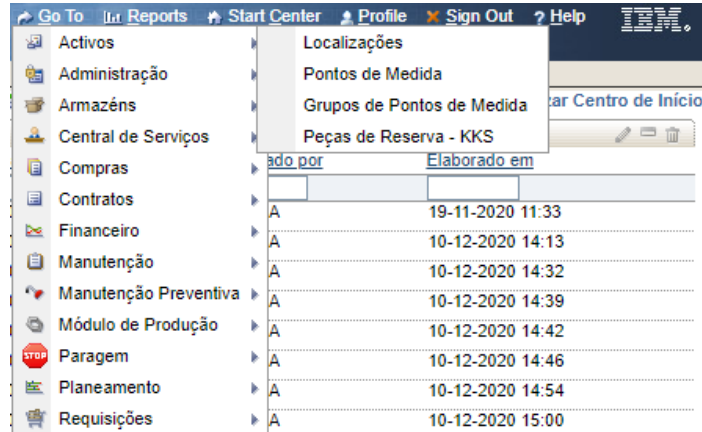 Go To Reports Start Center Profile Sign Out ? Help IBM.
Activos Localizações
Administração Pontos de Medida
Armazéns Grupos de Pontos de Medida zar Centro de Início
Central de Serviços Peças de Reserva - KKS
Compras ado por Elaborado em
Contratos
A 19-11-2020 11:33
Financeiro
A 10-12-2020 14:13
Manutenção
A 10-12-2020 14:32
Manutenção Preventiva
A 10-12-2020 14:39
Módulo de Produção
A 10-12-2020 14:42
STOP Paragem
A 10-12-2020 14:46
Planeamento
A 10-12-2020 14:54
Requisições A 10-12-2020 15:00